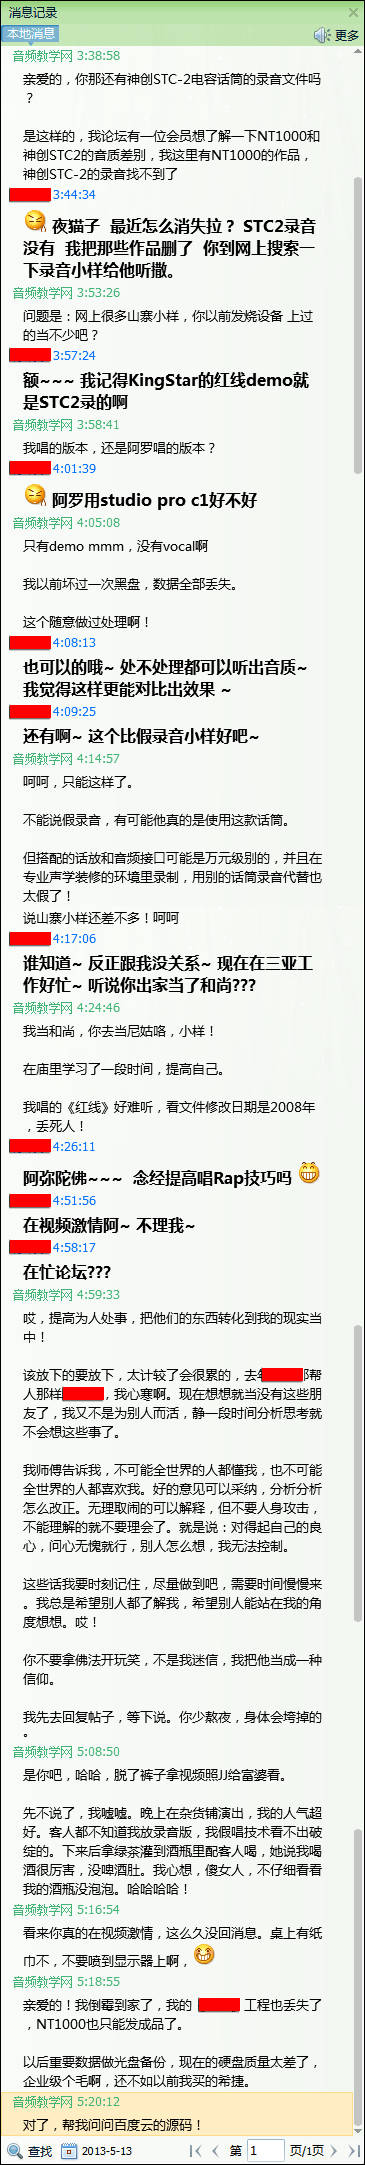 消息记录
本地消息
更多
音频教学网 3:38:58
亲爱的，你那还有神创STC-2电容话筒的录音文件吗
？
是这样的，我论坛有一位会员想了解一下NT1000和
神创STC2的音质差别，我这里有NT1000的作品，
神创STC-2的录音找不到了
3:44:34
夜猫子 最近怎么消失拉？ STC2录音
没有 我把那些作品删了 你到网上搜索一
下录音小样给他听撒。
音频教学网 3:53:26
问题是：网上很多山寨小样，你以前发烧设备 上过
的当不少吧？
3:57:24
额~~~ 我记得KingStar的红线demo就
是STC2录的啊
音频教学网 3:58:41
我唱的版本，还是阿罗唱的版本？
4:01:39
阿罗用studio pro c1好不好
音频教学网 4:05:08
只有demo mmm，没有vocal啊
我以前坏过一次黑盘，数据全部丢失。
这个随意做过处理啊！
4:08:13
也可以的哦~ 处不处理都可以听出音质~
我觉得这样更能对比出效果 ~
4:09:25
还有啊~ 这个比假录音小样好吧~
音频教学网 4:14:57
呵呵，只能这样了。
不能说假录音，有可能他真的是使用这款话筒。
但搭配的话放和音频接口可能是万元级别的，并且在
专业声学装修的环境里录制，用别的话筒录音代替也
太假了！
说山寨小样还差不多！呵呵
4:17:06
谁知道~ 反正跟我没关系~ 现在在三亚工
作好忙~ 听说你出家当了和尚???
音频教学网 4:24:46
我当和尚，你去当尼姑咯，小样！
在庙里学习了一段时间，提高自己。
我唱的《红线》好难听，看文件修改日期是2008年
，丢死人！
4:26:11
阿弥陀佛~~~ 念经提高唱Rap技巧吗
4:51:56
在视频激情阿~ 不理我~
4:58:17
在忙论坛???
音频教学网 4:59:33
哎，提高为人处事，把他们的东西转化到我的现实当
中！
该放下的要放下，太计较了会很累的，去年 那帮
人那样 ，我心寒啊。现在想想就当没有这些朋
友了，我又不是为别人而活，静一段时间分析思考就
不会想这些事了。
我师傅告诉我，不可能全世界的人都懂我，也不可能
全世界的人都喜欢我。好的意见可以采纳，分析分析
怎么改正。无理取闹的可以解释，但不要人身攻击，
不能理解的就不要理会了。就是说：对得起自己的良
心，问心无愧就行，别人怎么想，我无法控制。
这些话我要时刻记住，尽量做到吧，需要时间慢慢来
。我总是希望别人都了解我，希望别人能站在我的角
度想想。哎！
你不要拿佛法开玩笑，不是我迷信，我把他当成一种
信仰。
我先去回复帖子，等下说。你少熬夜，身体会垮掉的
。
音频教学网 5:08:50
是你吧，哈哈，脱了裤子拿视频照JJ给富婆看。
先不说了，我嘘嘘。晚上在杂货铺演出，我的人气超
好。客人都不知道我放录音版，我假唱技术看不出破
绽的。下来后拿绿茶灌到酒瓶里配客人喝，她说我喝
酒很厉害，没啤酒肚。我心想，傻女人，不仔细看看
我的酒瓶没泡泡。哈哈哈哈！
音频教学网 5:16:54
看来你真的在视频激情，这么久没回消息。桌上有纸
巾不，不要喷到显示器上啊，
音频教学网 5:18:55
亲爱的！我倒霉到家了，我的 工程也丢失了
，NT1000也只能发成品了。
以后重要数据做光盘备份，现在的硬盘质量太差了，
企业级个毛啊，还不如以前我买的希捷。
音频教学网 5:20:12
对了，帮我问问百度云的源码！
查找 2013-5-13 第 1 页/1页